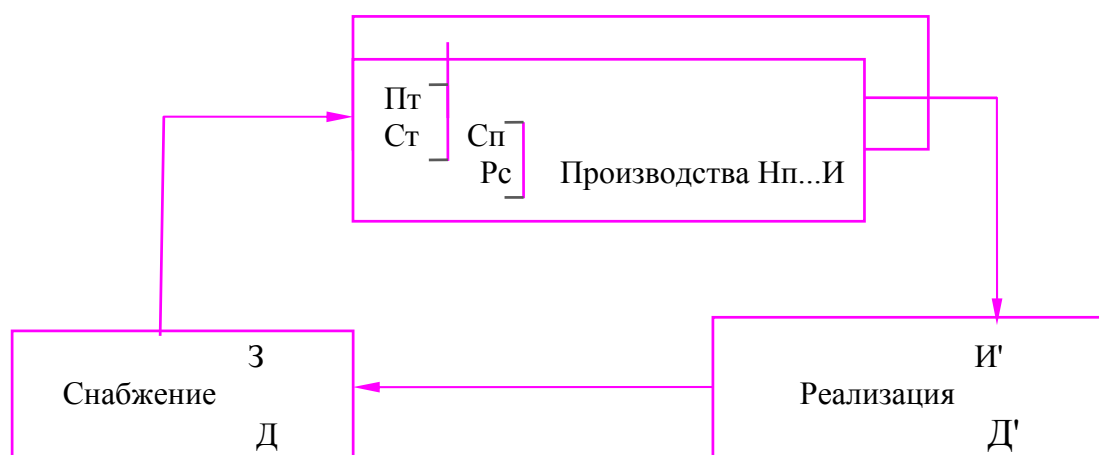 Пт
Ст Сп
Рс Производства Нп...И
З
Снабжение
Д
И'
Реализация
Д'